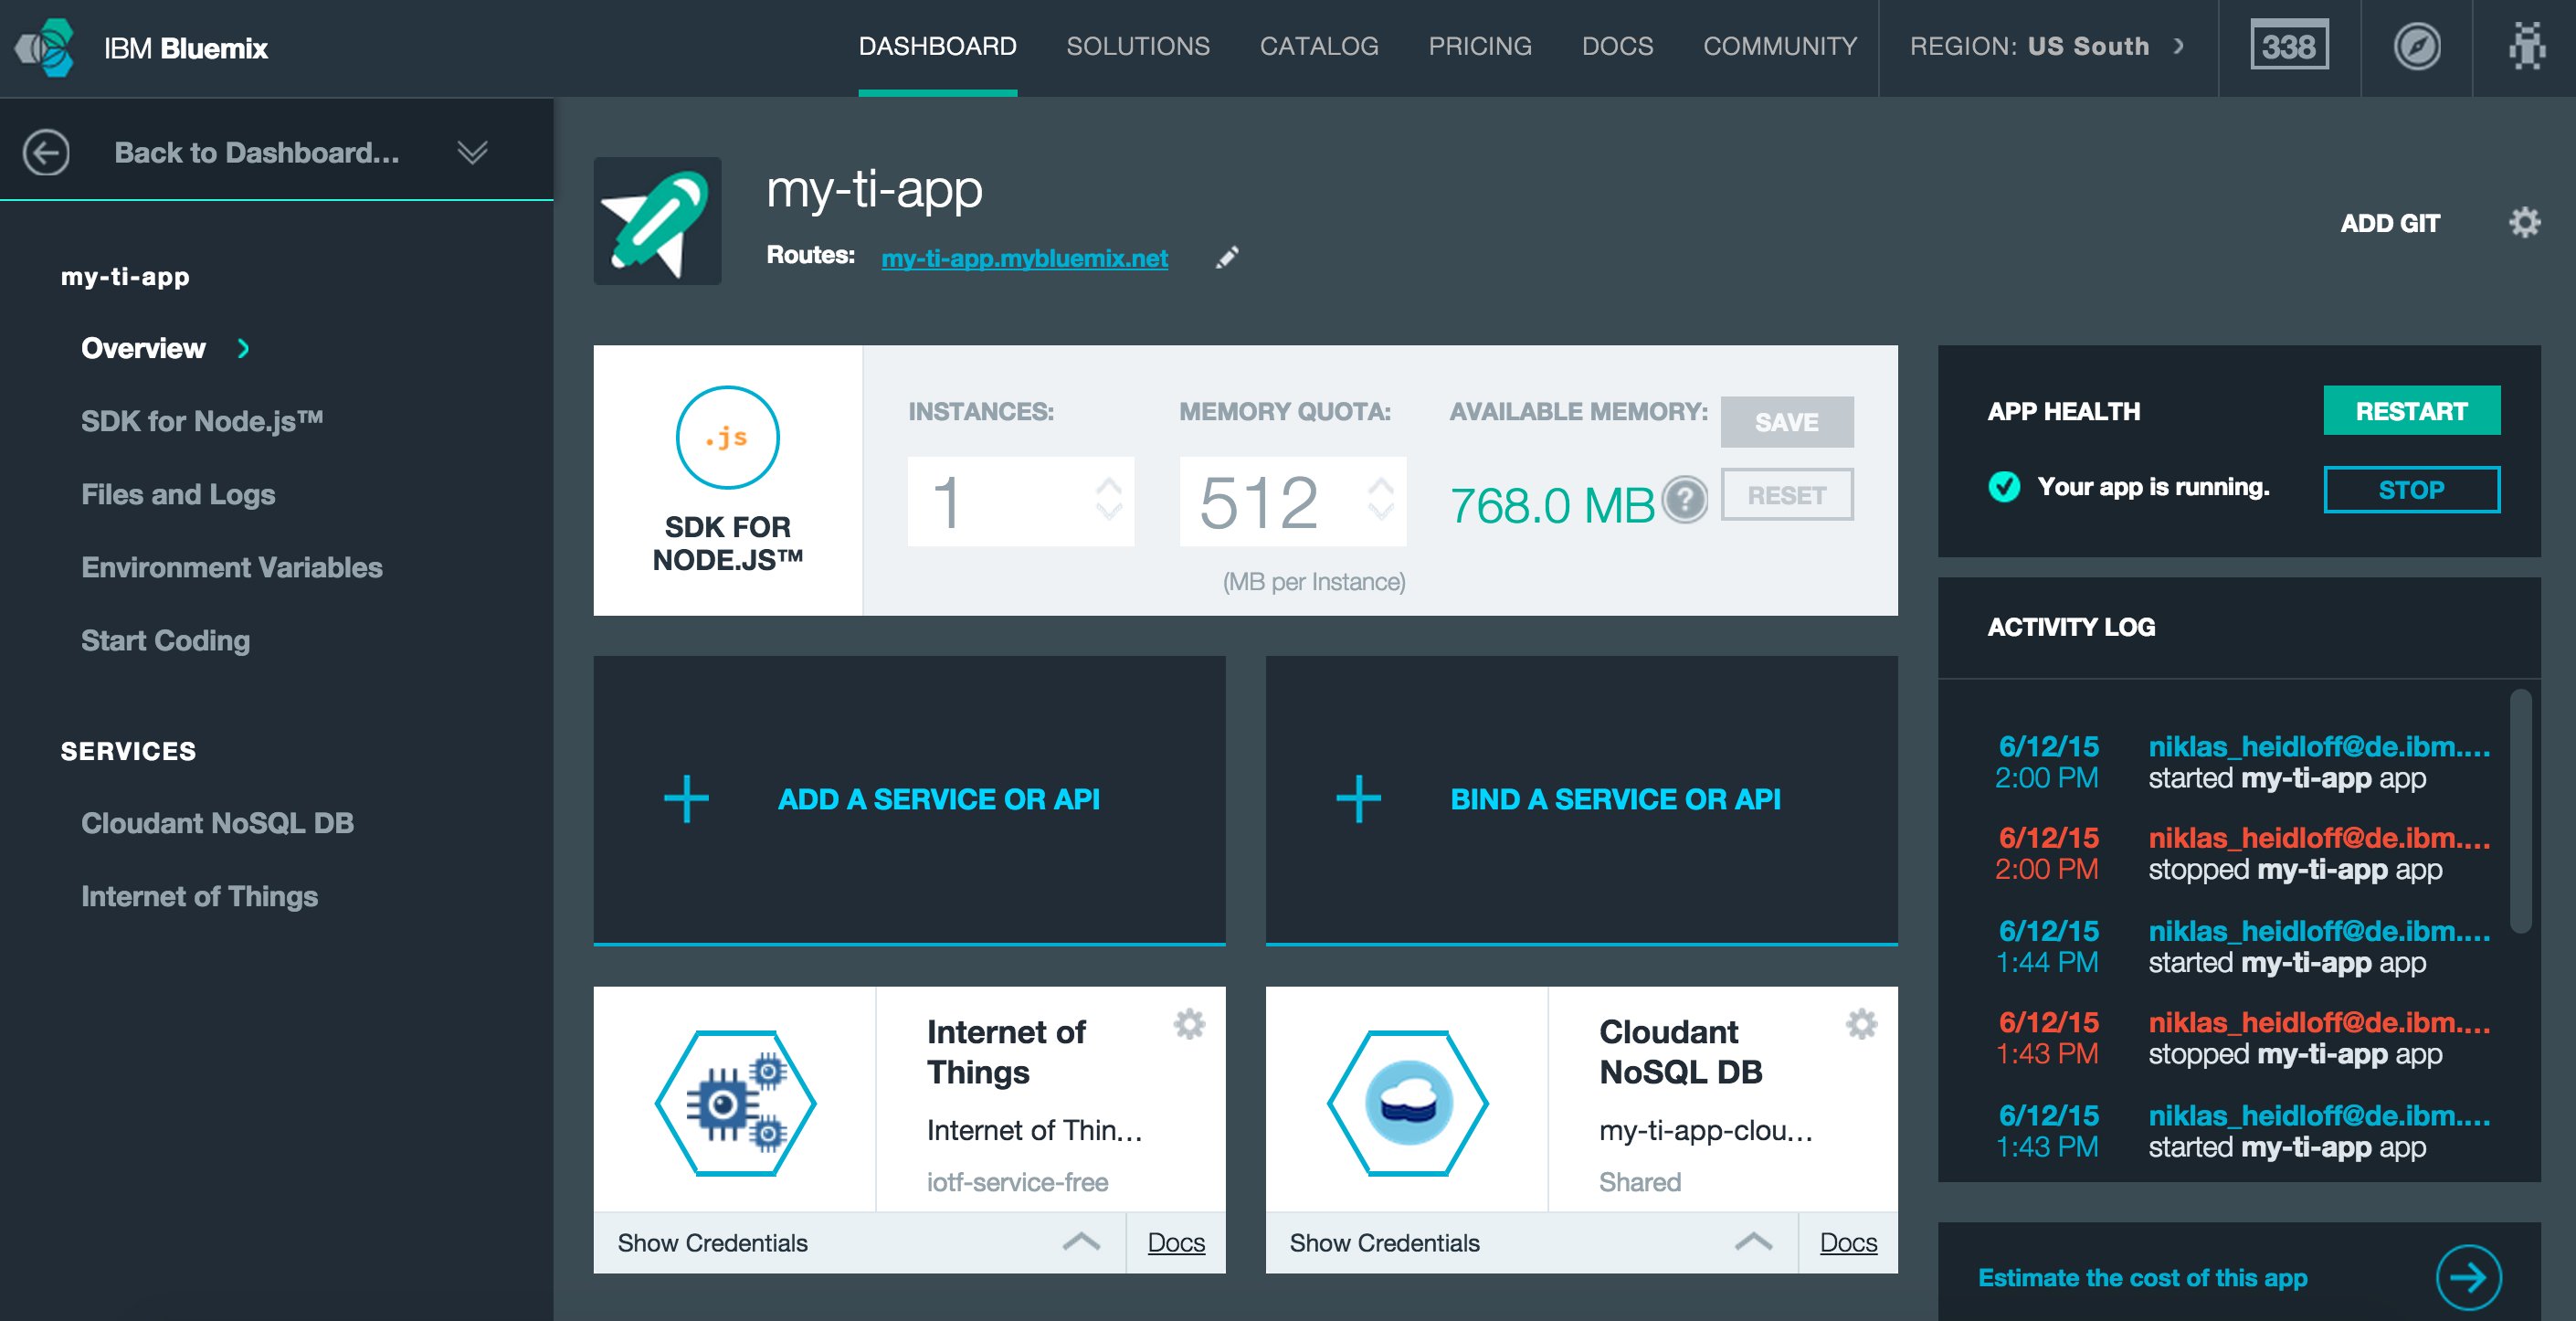 IBM Bluemix
DASHBOARD
SOLUTIONS
CATALOG
PRICING
DOCS
COMMUNITY
REGION: US South
338
Back to Dashboard...
my-ti-app
Overview
SDK for Node.js™
Files and Logs
Environment Variables
Start Coding
SERVICES
Cloudant NoSQL DB
Internet of Things
my-ti-app
Routes: my-ti-app.mybluemix.net
ADD GIT
.js
SDK FOR
NODE.JS™
INSTANCES:
1
MEMORY QUOTA:
512
(MB per Instance)
AVAILABLE MEMORY:
768.0 MB
?
SAVE
RESET
APP HEALTH
RESTART
Your app is running.
STOP
ADD A SERVICE OR API
BIND A SERVICE OR API
Internet of
Things
Internet of Thin...
iotf-service-free
Show Credentials
Docs
Cloudant
NoSQL DB
my-ti-app-clou...
Shared
Show Credentials
Docs
ACTIVITY LOG
6/12/15 niklas_heidloff@de.ibm....
2:00 PM started my-ti-app app
6/12/15 niklas_heidloff@de.ibm....
2:00 PM stopped my-ti-app app
6/12/15 niklas_heidloff@de.ibm....
1:44 PM started my-ti-app app
6/12/15 niklas_heidloff@de.ibm....
1:43 PM stopped my-ti-app app
6/12/15 niklas_heidloff@de.ibm....
1:43 PM started my-ti-app app
Estimate the cost of this app